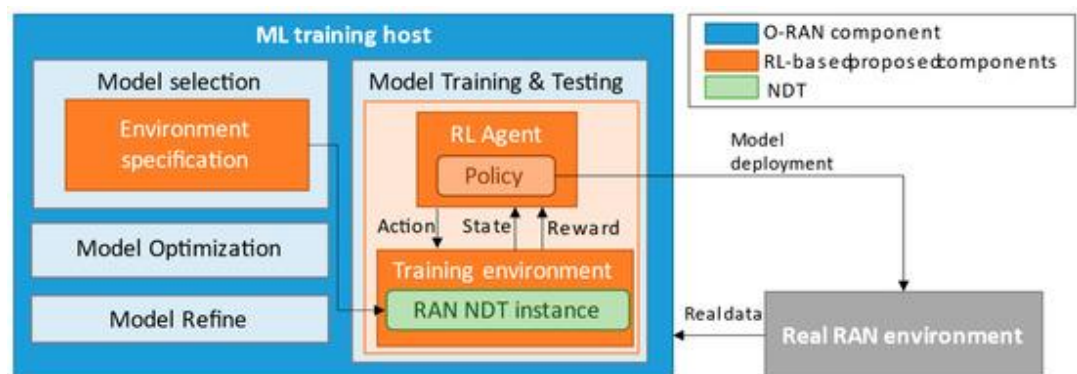 ML training host
Model selection
Environment
specification
Model Optimization
Model Refine
Model Training & Testing
RL Agent
Policy
Action
State
Reward
Training environment
RAN NDT instance
O-RAN component
RL-based proposed components
NDT
Model
deployment
Real data
Real RAN environment